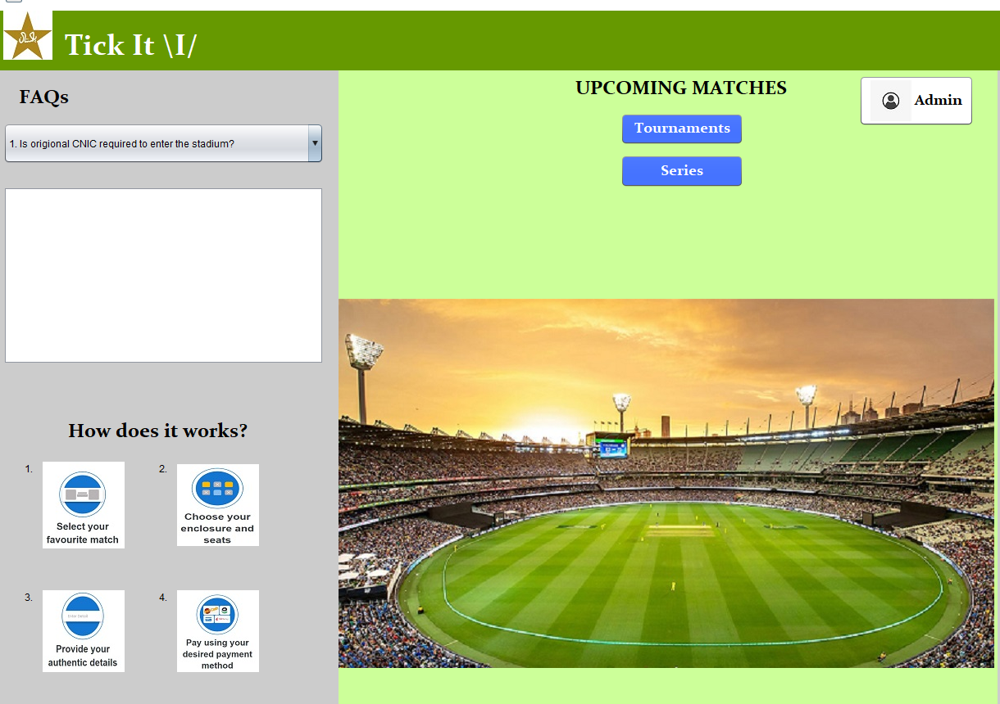 Tick It \I/
FAQs
1. Is origional CNIC required to enter the stadium?
UPCOMING MATCHES
Tournaments
Series
Admin
How does it works?
1.
Select your
favourite match
2.
Choose your
enclosure and
seats
3.
Enter Detail
Provide your
authentic details
4.
Pay using your
desired payment
method